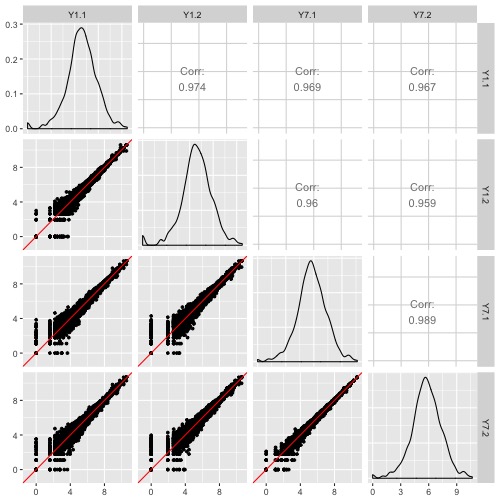 Y1.1 Y1.2 Y7.1 Y7.2
0.3
0.2
0.1
0.0
Corr:
0.974
Corr:
0.969
Corr:
0.967
Y1.1
8
4
0
Corr:
0.96
Corr:
0.959
Y1.2
8
4
0
Corr:
0.989
Y7.1
8
4
0
Y7.2
0 4 8 0 4 8 0 4 8 0 3 6 9